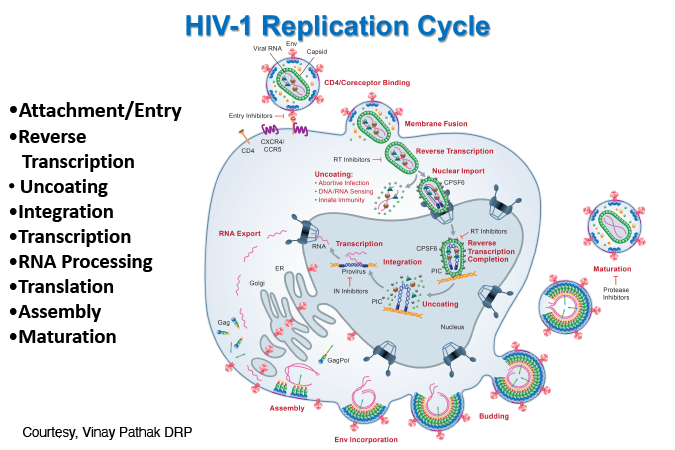 HIV-1 Replication Cycle
•Attachment/Entry
•Reverse
Transcription
• Uncoating
•Integration
•Transcription
•RNA Processing
•Translation
•Assembly
•Maturation
Courtesy, Vinay Pathak DRP
Viral RNA
Env
Capsid
CD4/Coreceptor Binding
Entry Inhibitors
CD4
CXCR4/
CCR5
Membrane Fusion
Reverse Transcription
RT Inhibitors
Uncoating:
• Abortive Infection
• DNA/RNA Sensing
• Innate Immunity
Nuclear Import
CPSF6
RT Inhibitors
CPSF6
Reverse
Transcription
Completion
PIC
Uncoating
PIC
Integration
IN Inhibitors
Provirus
Transcription
RNA
RNA Export
Nucleus
ER
Golgi
Gag
GagPol
Assembly
Env Incorporation
Budding
Maturation
Protease
Inhibitors